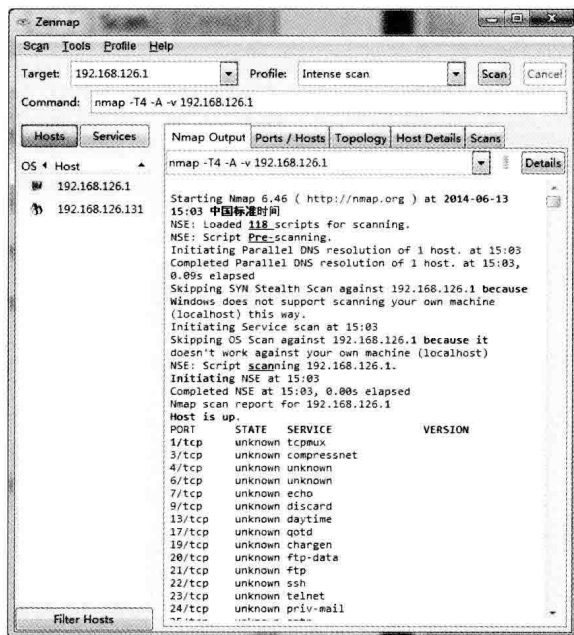 Zenmap
Scan Tools Profile Help
Target: 192.168.126.1 Profile: Intense scan Scan Cancel
Command: nmap -T4 -A -v 192.168.126.1
Hosts Services
Nmap Output Ports / Hosts Topology Host Details Scans
OS Host
192.168.126.1
192.168.126.131
nmap -T4 -A -v 192.168.126.1 Details
Starting Nmap 6.46 ( http://nmap.org ) at 2014-06-13
15:03 中国标准时间
NSE: Loaded 118 scripts for scanning.
NSE: Script Pre-scanning.
Initiating Parallel DNS resolution of 1 host. at 15:03
Completed Parallel DNS resolution of 1 host. at 15:03,
0.09s elapsed
Skipping SYN Stealth Scan against 192.168.126.1 because
Windows does not support scanning your own machine
(localhost) this way.
Initiating Service scan at 15:03
Skipping OS Scan against 192.168.126.1 because it
doesn't work against your own machine (localhost)
NSE: Script scanning 192.168.126.1.
Initiating NSE at 15:03
Completed NSE at 15:03, 0.00s elapsed
Nmap scan report for 192.168.126.1
Host is up.
PORT STATE SERVICE VERSION
1/tcp unknown tcpmux
3/tcp unknown compressnet
4/tcp unknown unknown
6/tcp unknown unknown
7/tcp unknown echo
9/tcp unknown discard
13/tcp unknown daytime
17/tcp unknown qotd
19/tcp unknown chargen
20/tcp unknown ftp-data
21/tcp unknown ftp
22/tcp unknown ssh
23/tcp unknown telnet
24/tcp unknown priv-mail
Filter Hosts